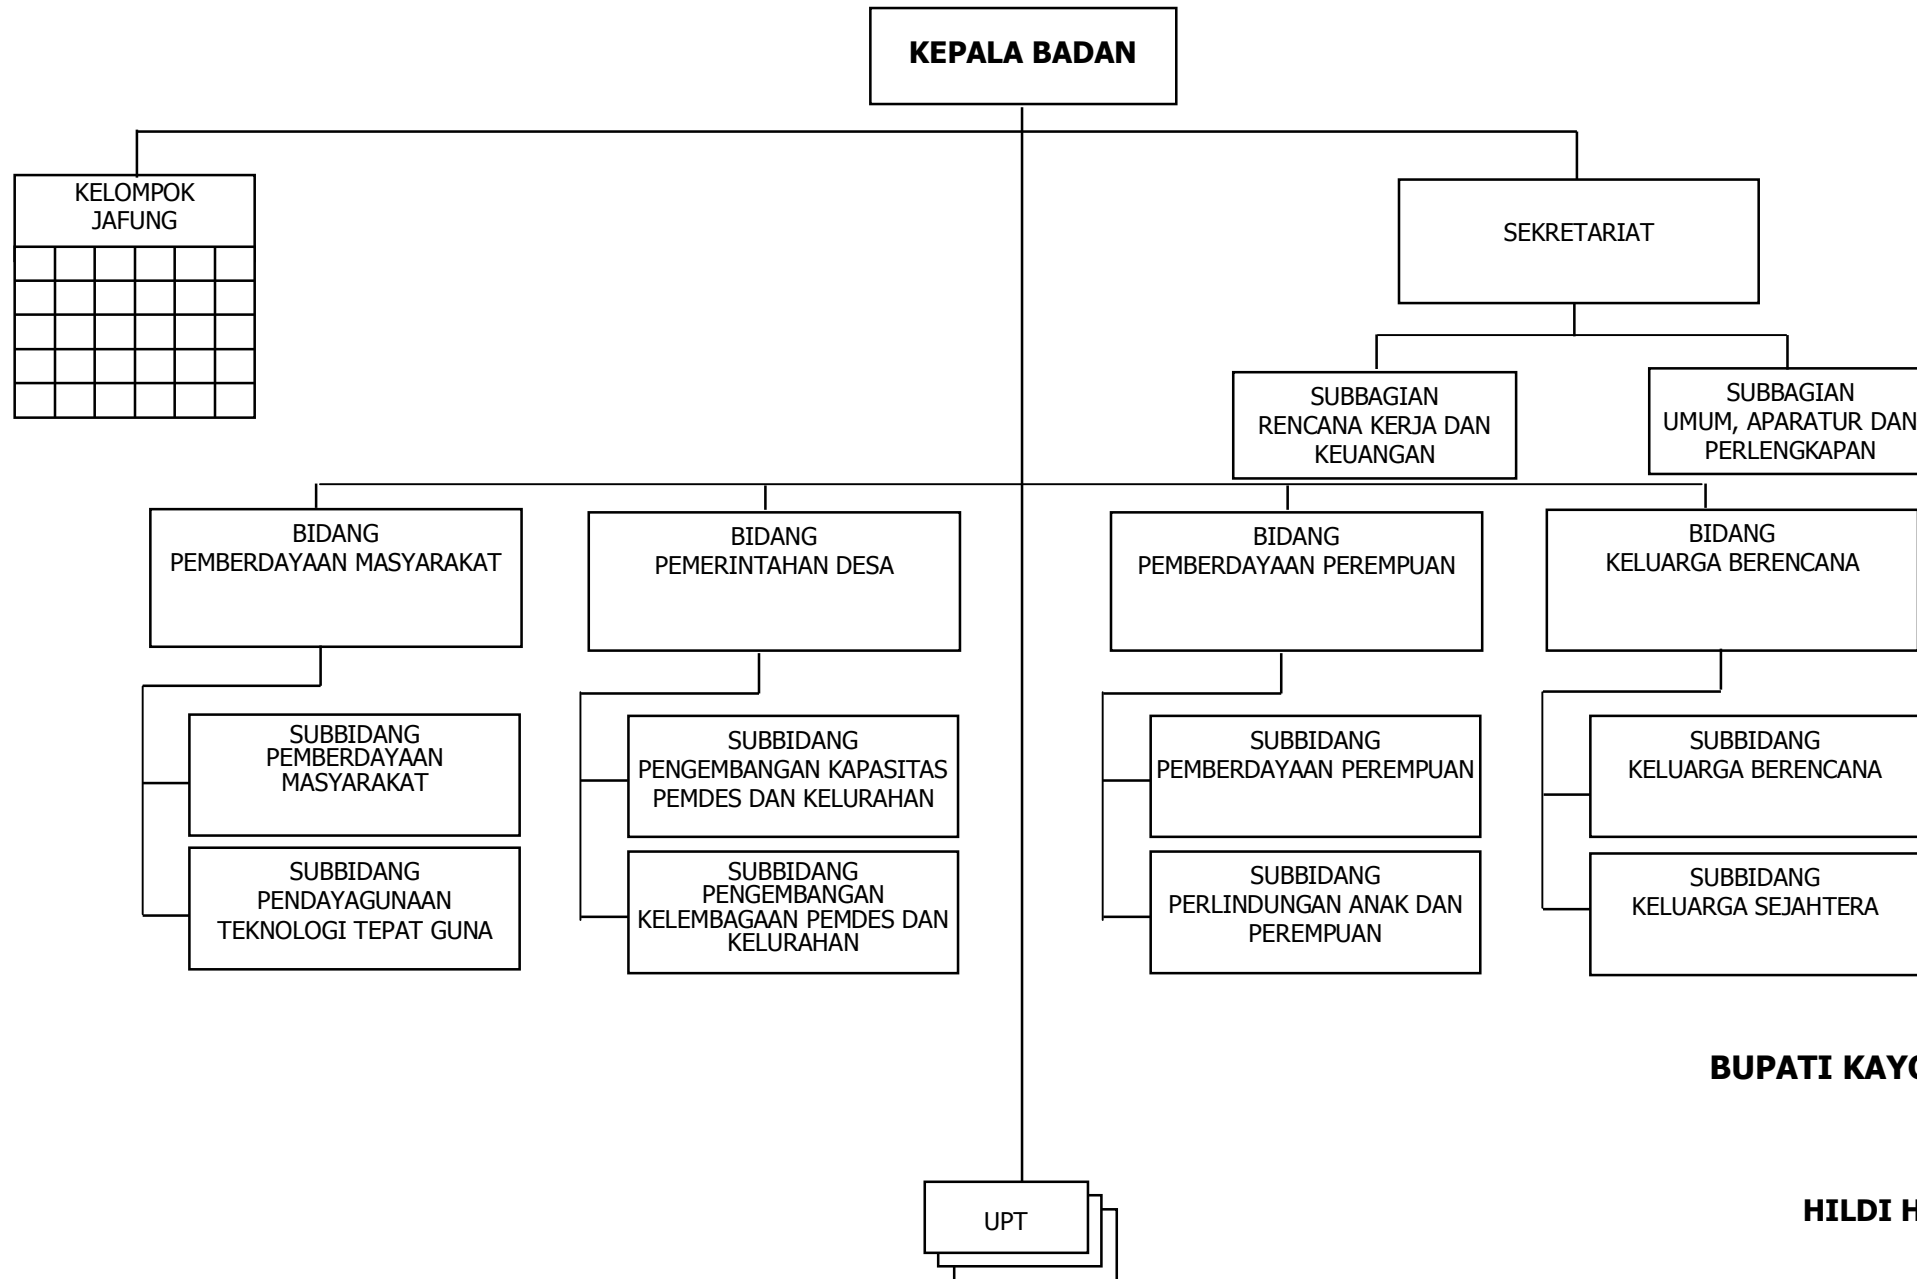 KEPALA BADAN
KELOMPOK
JAFUNG
SEKRETARIAT
SUBBAGIAN
RENCANA KERJA DAN
KEUANGAN
SUBBAGIAN
UMUM, APARATUR DAN
PERLENGKAPAN
BIDANG
PEMBERDAYAAN MASYARAKAT
BIDANG
PEMERINTAHAN DESA
BIDANG
PEMBERDAYAAN PEREMPUAN
BIDANG
KELUARGA BERENCANA
SUBBIDANG
PEMBERDAYAAN
MASYARAKAT
SUBBIDANG
PENGEMBANGAN KAPASITAS
PEMDES DAN KELURAHAN
SUBBIDANG
PEMBERDAYAAN PEREMPUAN
SUBBIDANG
KELUARGA BERENCANA
SUBBIDANG
PENDAYAGUNAAN
TEKNOLOGI TEPAT GUNA
SUBBIDANG
PENGEMBANGAN
KELEMBAGAAN PEMDES DAN
KELURAHAN
SUBBIDANG
PERLINDUNGAN ANAK DAN
PEREMPUAN
SUBBIDANG
KELUARGA SEJAHTERA
BUPATI
UPT
HILDI